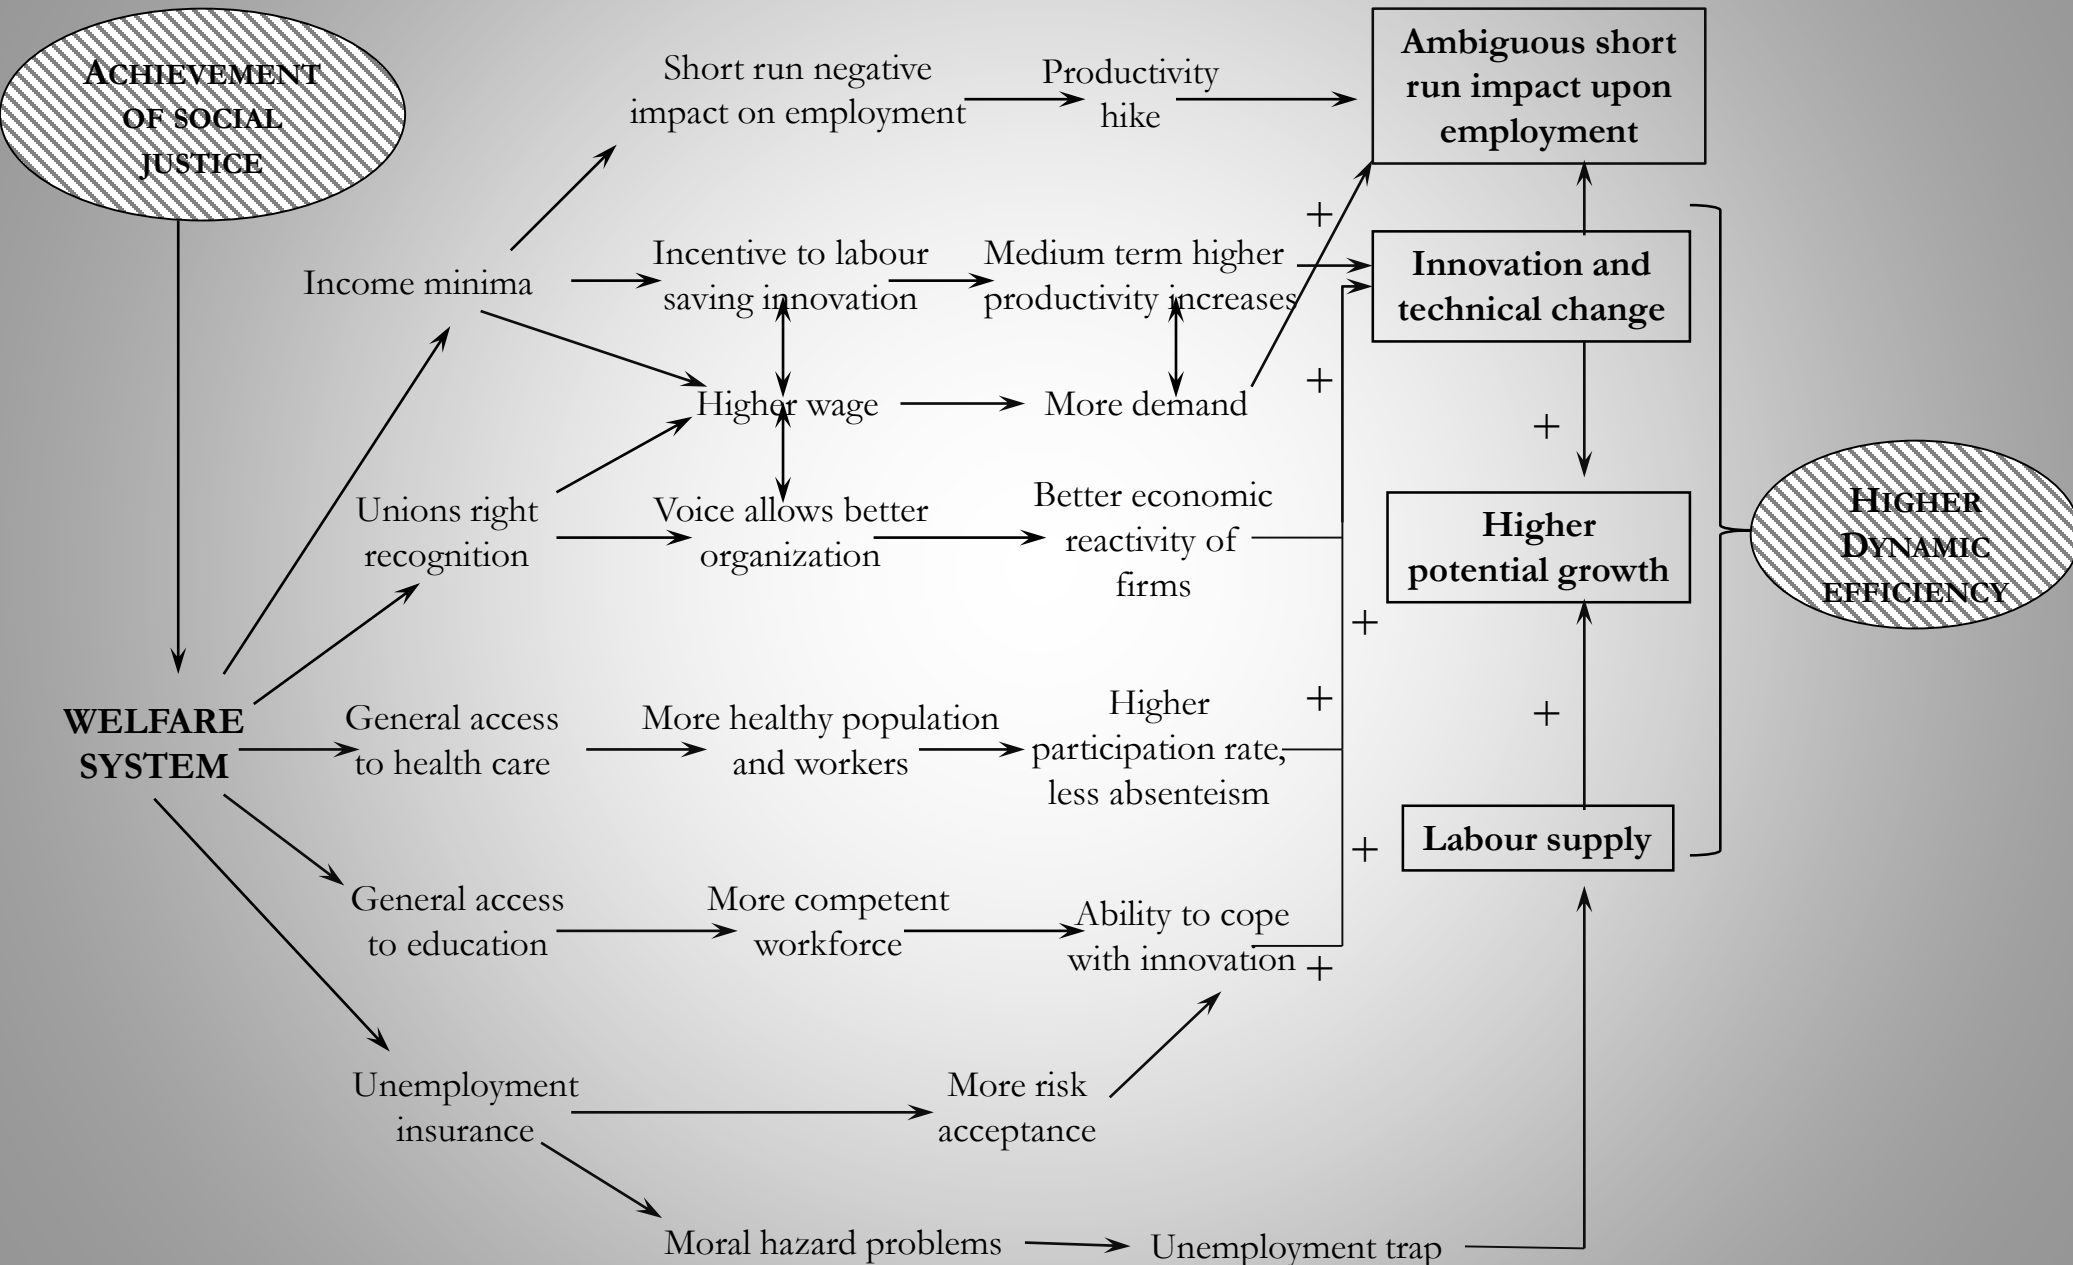 ACHIEVEMENT
OF SOCIAL
JUSTICE
Short run negative
impact on employment
Productivity
hike
Ambiguous short
run impact upon
employment
+
Income minima
Incentive to labour
saving innovation
Medium term higher
productivity increases
Innovation and
technical change
+
Higher wage
More demand
+
Unions right
recognition
Voice allows better
organization
Better economic
reactivity of
firms
Higher
potential growth
HIGHER
DYNAMIC
EFFICIENCY
+
WELFARE
SYSTEM
General access
to health care
More healthy population
and workers
Higher
participation rate,
less absenteism
+
+
+
Labour supply
General access
to education
More competent
workforce
Ability to cope
with innovation
+
Unemployment
insurance
More risk
acceptance
Moral hazard problems
Unemployment trap